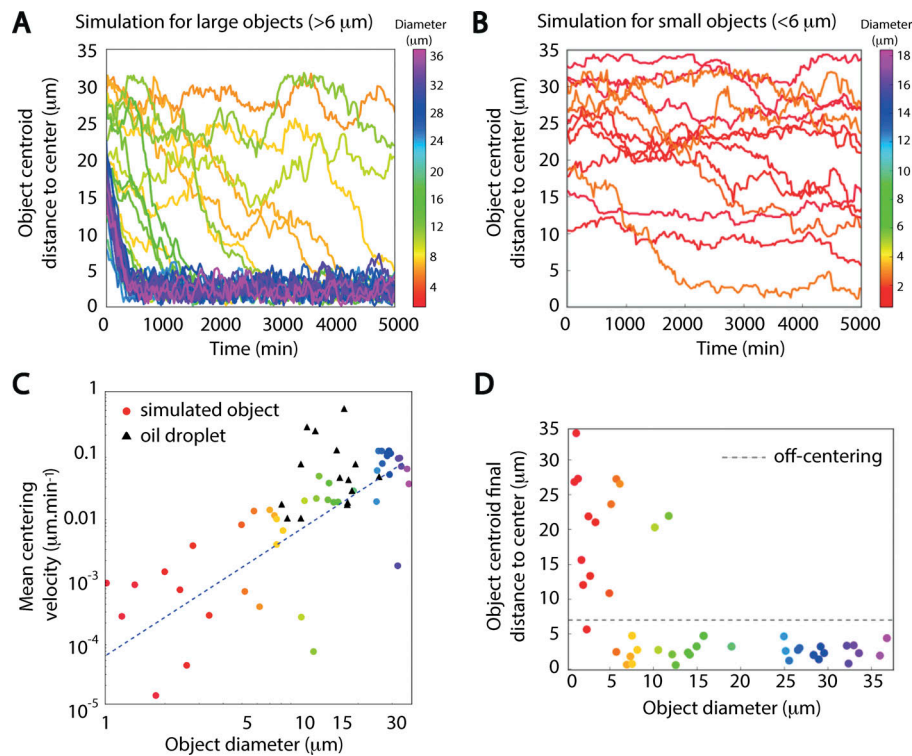 A
Simulation for large objects (>6 μm)
Diameter
(μm)
Object centroid
distance to center (μm)
35
30
25
20
15
10
5
0
0 1000 2000 3000 4000 5000
Time (min)
36
32
28
24
20
16
12
8
4
B
Simulation for small objects (<6 μm)
Diameter
(μm)
Object centroid
distance to center (μm)
35
30
25
20
15
10
5
0
0 1000 2000 3000 4000 5000
Time (min)
18
16
14
12
10
8
6
4
2
C
Mean centering
velocity (μm.min⁻¹)
1
0.1
0.01
10⁻³
10⁻⁴
10⁻⁵
simulated object
oil droplet
1 5 10 15 30
Object diameter (μm)
D
Object centroid final
distance to center (μm)
35
30
25
20
15
10
5
0
off-centering
0 5 10 15 20 25 30 35
Object diameter (μm)